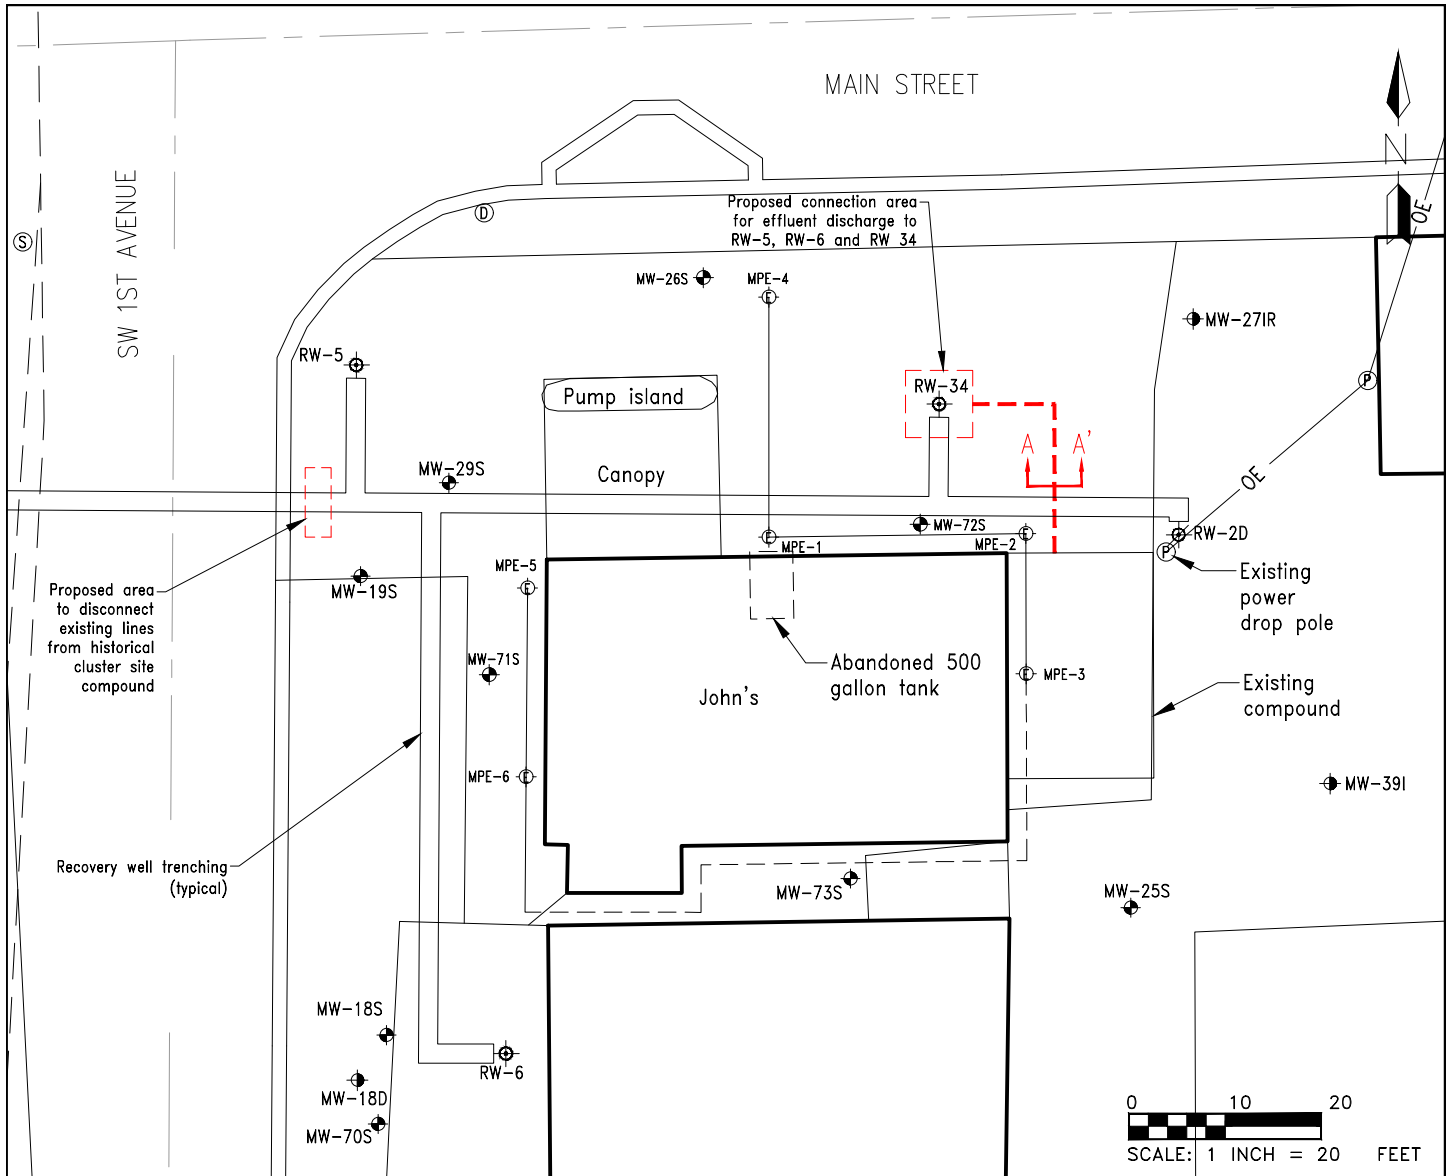 MAIN STREET
SW 1ST AVENUE
N
OE
S
D
Proposed connection area
for effluent discharge to
RW-5, RW-6 and RW 34
MW-26S
MPE-4
E
MW-27IR
RW-5
RW-34
P
Pump island
A
A'
Canopy
MW-29S
OE
MW-72S
E
MPE-1
MPE-2
E
RW-2D
P
MPE-5
E
Existing
power
drop pole
Proposed area
to disconnect
existing lines
from historical
cluster site
compound
MW-19S
MW-71S
Abandoned 500
gallon tank
E
MPE-3
John's
Existing
compound
MPE-6
E
MW-39I
Recovery well trenching
(typical)
MW-73S
MW-25S
MW-18S
RW-6
MW-18D
MW-70S
0
10
20
SCALE: 1 INCH = 20 FEET